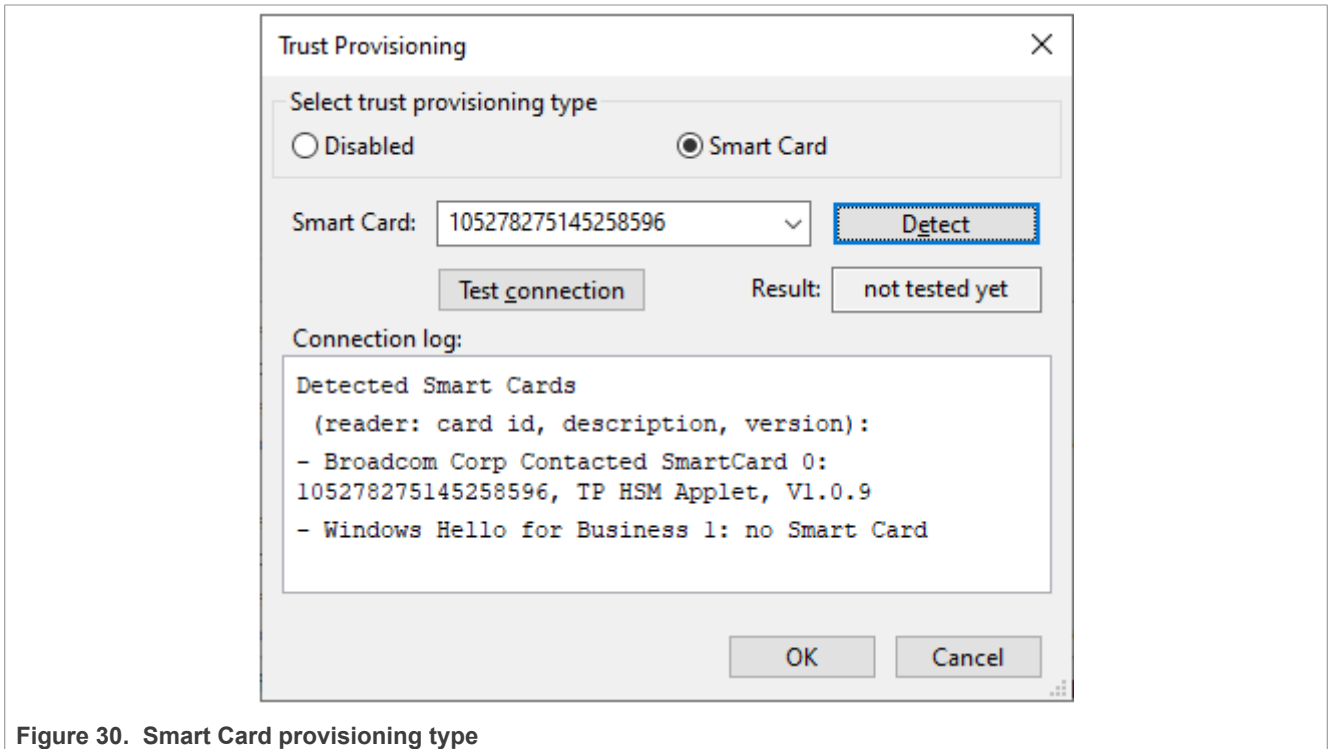 Trust Provisioning
Select trust provisioning type
Disabled
Smart Card
Smart Card: 105278275145258596 Detect
Test connection Result: not tested yet
Connection log:
Detected Smart Cards
(reader: card id, description, version):
- Broadcom Corp Contacted SmartCard 0:
105278275145258596, TP HSM Applet, V1.0.9
- Windows Hello for Business 1: no Smart Card
OK Cancel
Figure 30. Smart Card provisioning type